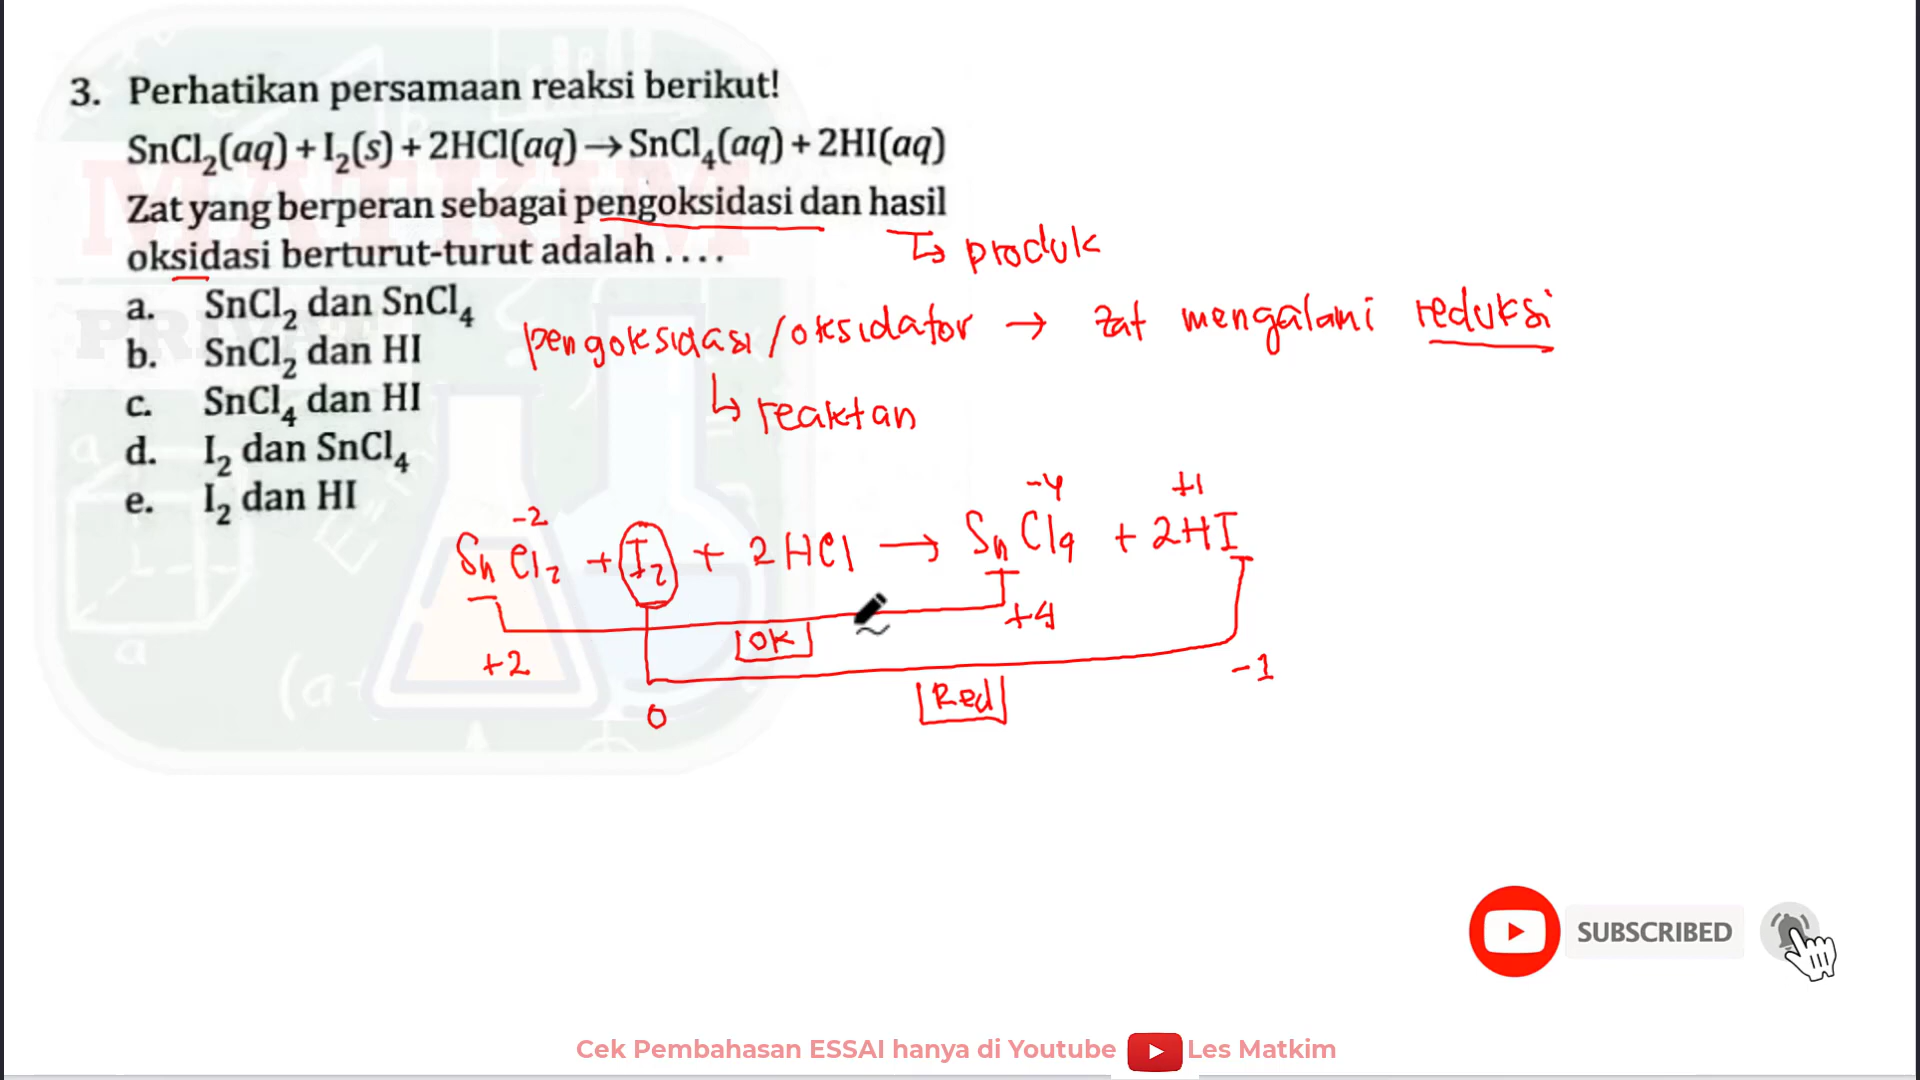 3. Perhatikan persamaan reaksi berikut!
SnCl₂(aq) + I₂(s) + 2HCl(aq) → SnCl₄(aq) + 2HI(aq)
Zat yang berperan sebagai pengoksidasi dan hasil
oksidasi berturut-turut adalah . . . .
↳ produk
a. SnCl₂ dan SnCl₄
b. SnCl₂ dan HI
c. SnCl₄ dan HI
d. I₂ dan SnCl₄
e. I₂ dan HI
pengoksidasi / oksidator → zat mengalami reduksi
↳ reaktan
-2 -4 +1
SnCl₂ + I₂ + 2HCl → SnCl₄ + 2HI
+4
OK
+2 -1
Red
0
SUBSCRIBED
Cek Pembahasan ESSAI hanya di Youtube Les Matkim